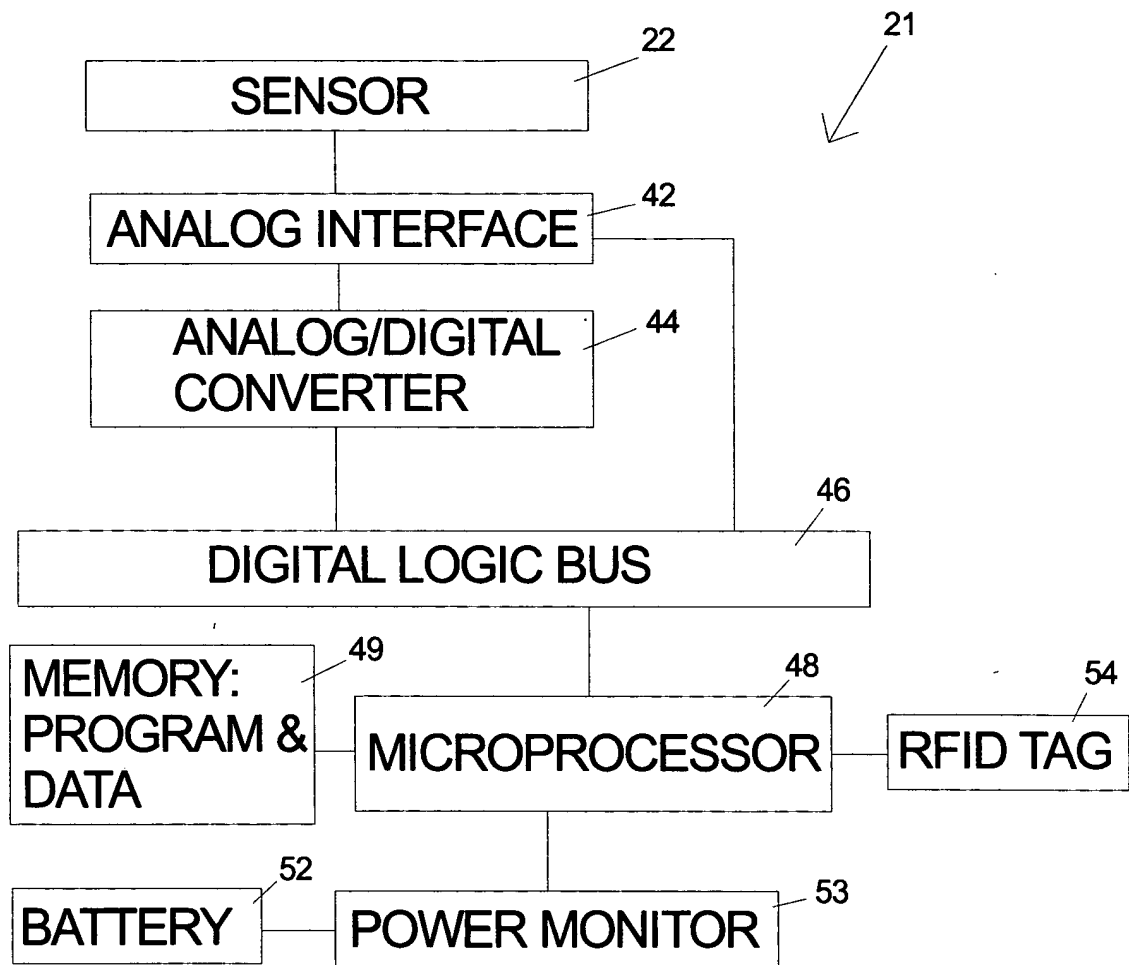 21
22
SENSOR
42
ANALOG INTERFACE
44
ANALOG/DIGITAL
CONVERTER
46
DIGITAL LOGIC BUS
49
MEMORY:
PROGRAM &
DATA
48
MICROPROCESSOR
54
RFID TAG
52
BATTERY
53
POWER MONITOR